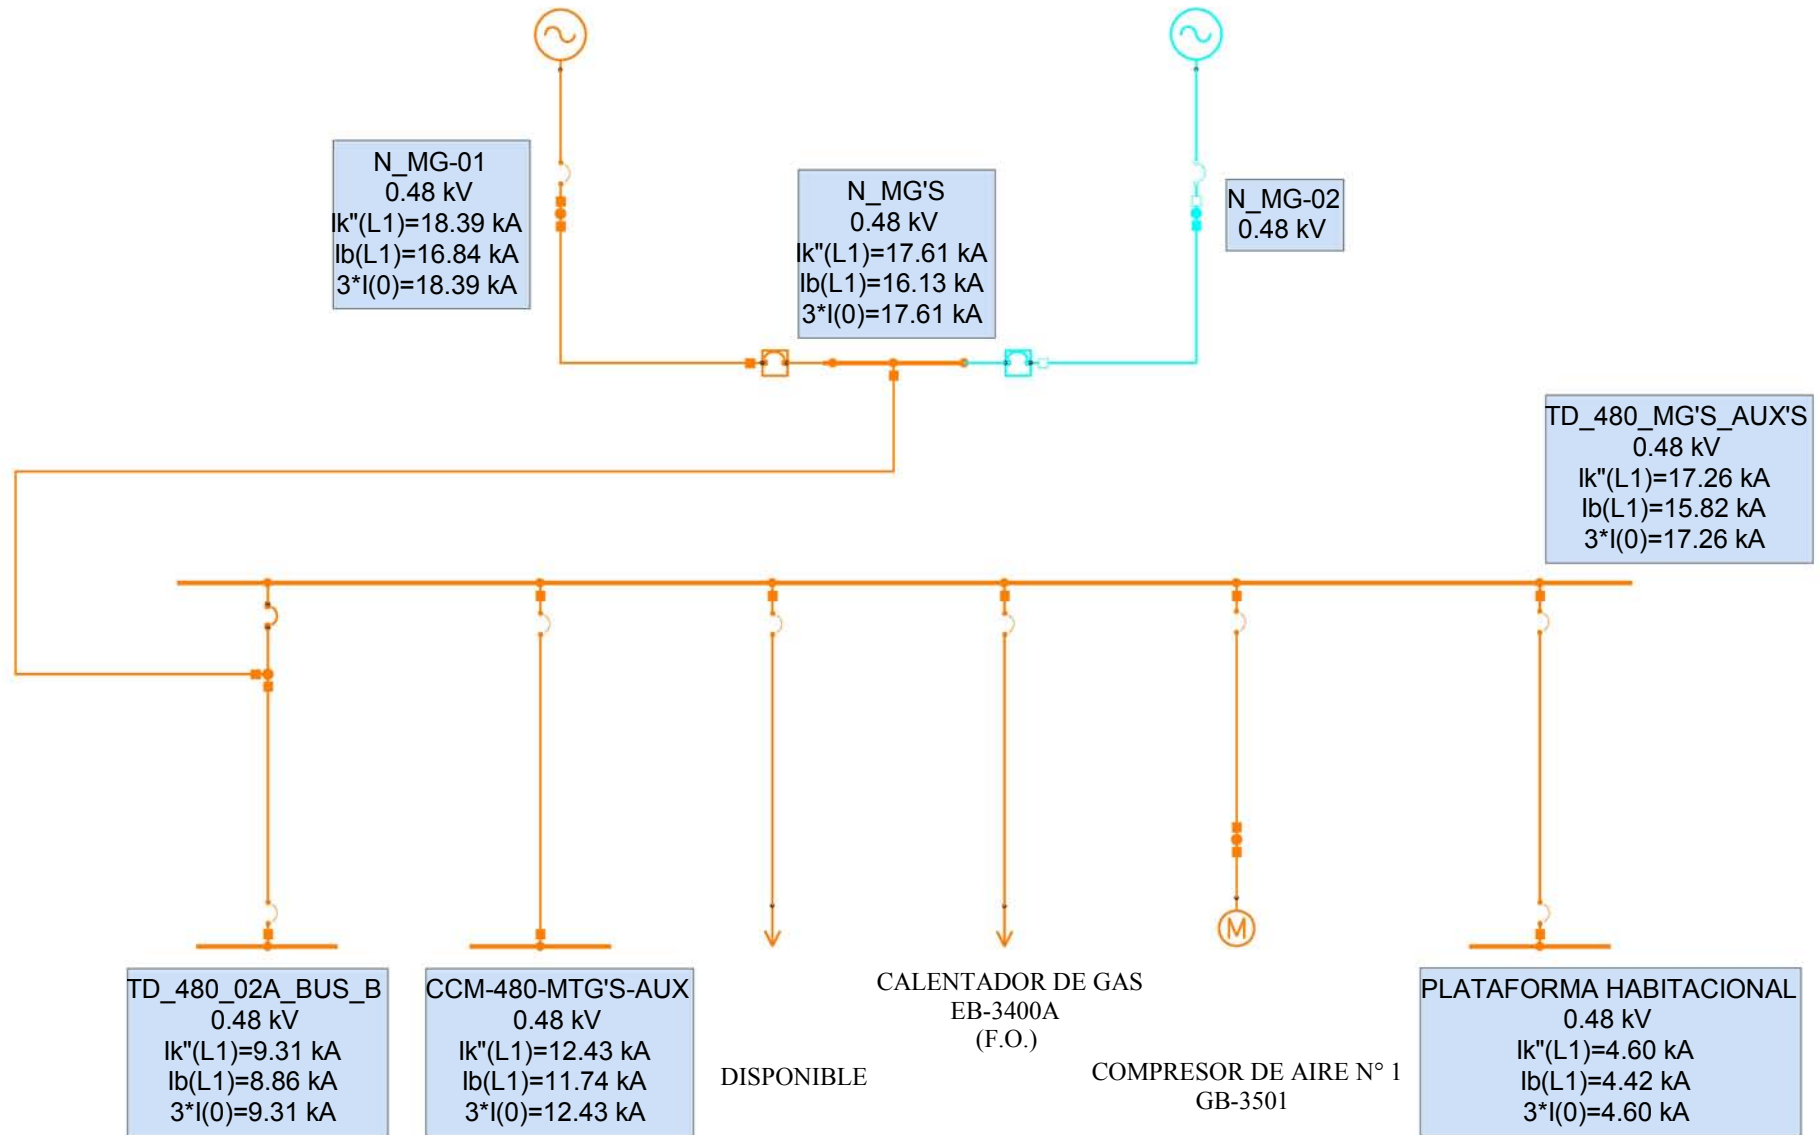 N_MG-01
0.48 kV
Ik"(L1)=18.39 kA
Ib(L1)=16.84 kA
3*I(0)=18.39 kA
N_MG'S
0.48 kV
Ik"(L1)=17.61 kA
Ib(L1)=16.13 kA
3*I(0)=17.61 kA
N_MG-02
0.48 kV
TD_480_MG'S_AUX'S
0.48 kV
Ik"(L1)=17.26 kA
Ib(L1)=15.82 kA
3*I(0)=17.26 kA
M
TD_480_02A_BUS_B
0.48 kV
Ik"(L1)=9.31 kA
Ib(L1)=8.86 kA
3*I(0)=9.31 kA
CCM-480-MTG'S-AUX
0.48 kV
Ik"(L1)=12.43 kA
Ib(L1)=11.74 kA
3*I(0)=12.43 kA
DISPONIBLE
CALENTADOR DE GAS
EB-3400A
(F.O.)
COMPRESOR DE AIRE N° 1
GB-3501
PLATAFORMA HABITACIONAL
0.48 kV
Ik"(L1)=4.60 kA
Ib(L1)=4.42 kA
3*I(0)=4.60 kA